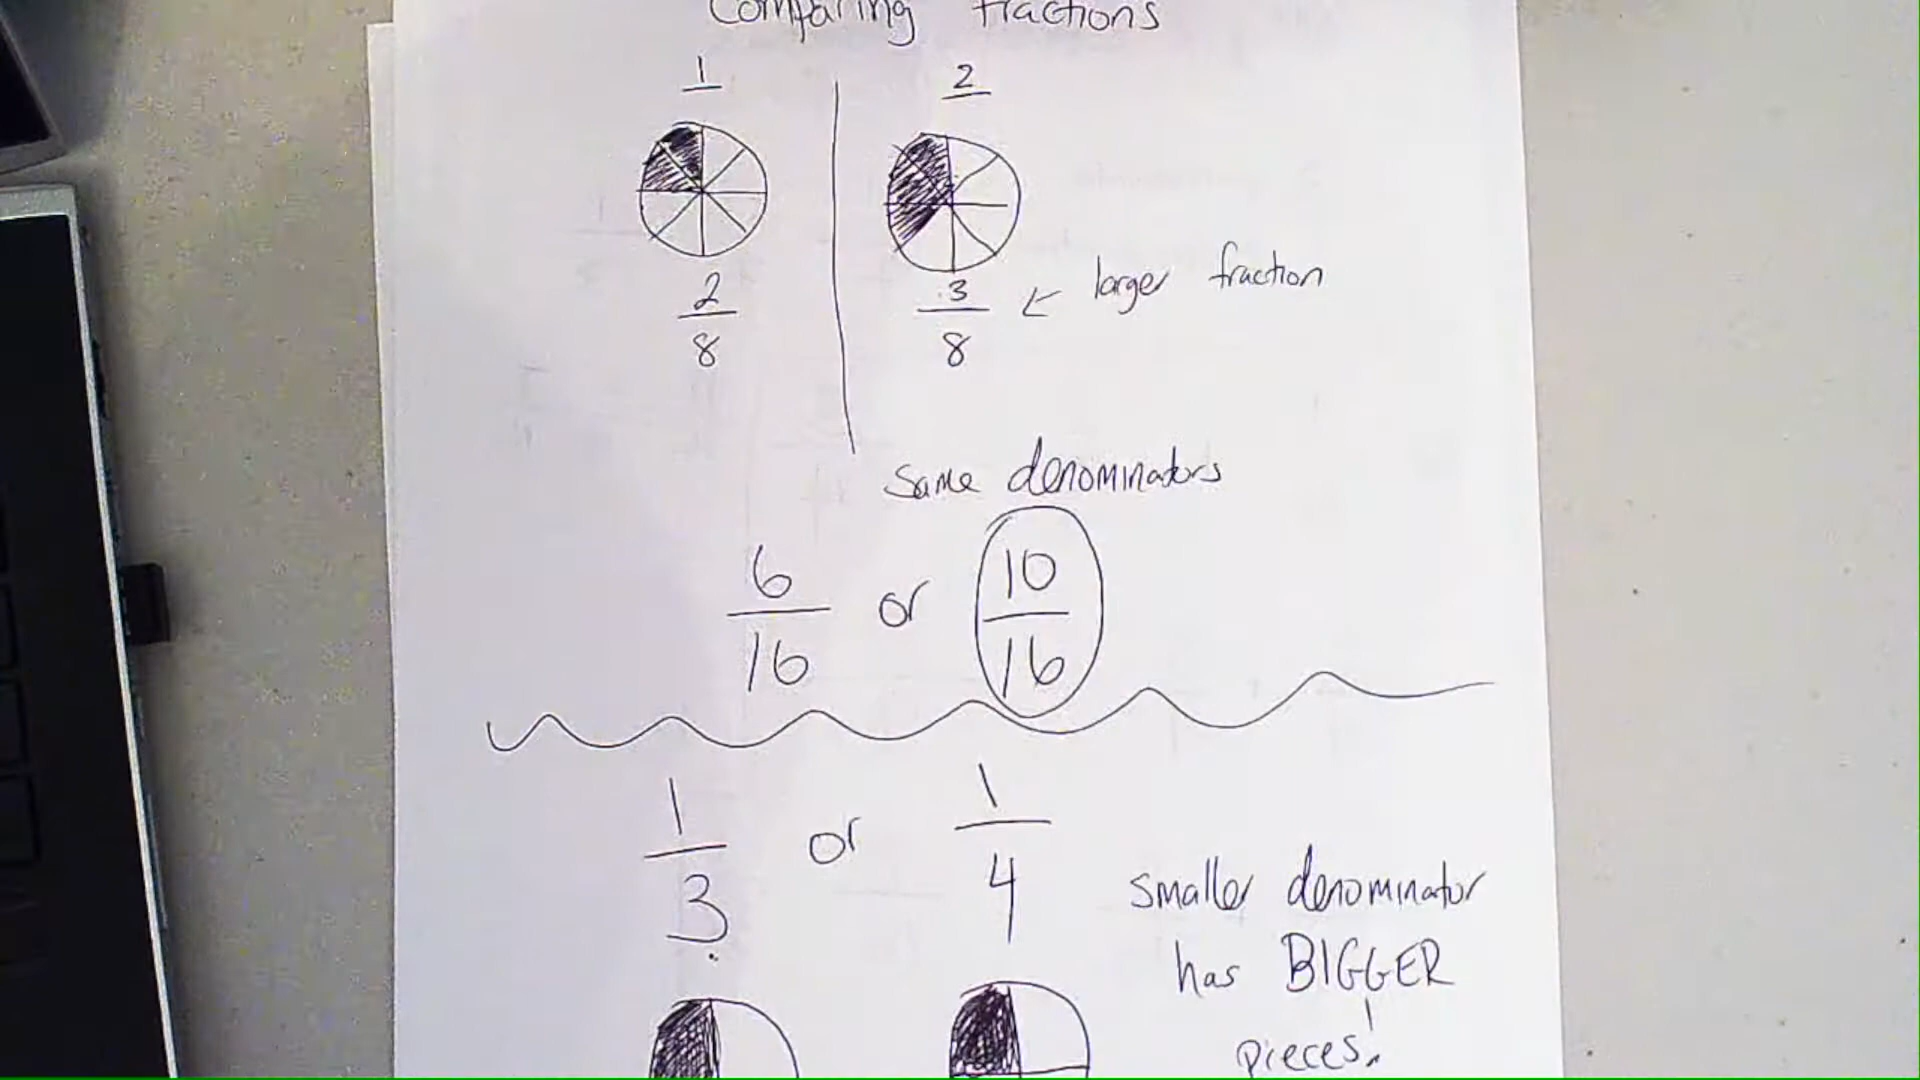 Comparing fractions
1 2
2/8 3/8 ← larger fraction
same denominators
6/16 or 10/16
1/3 or 1/4
smaller denominator
has BIGGER
pieces!